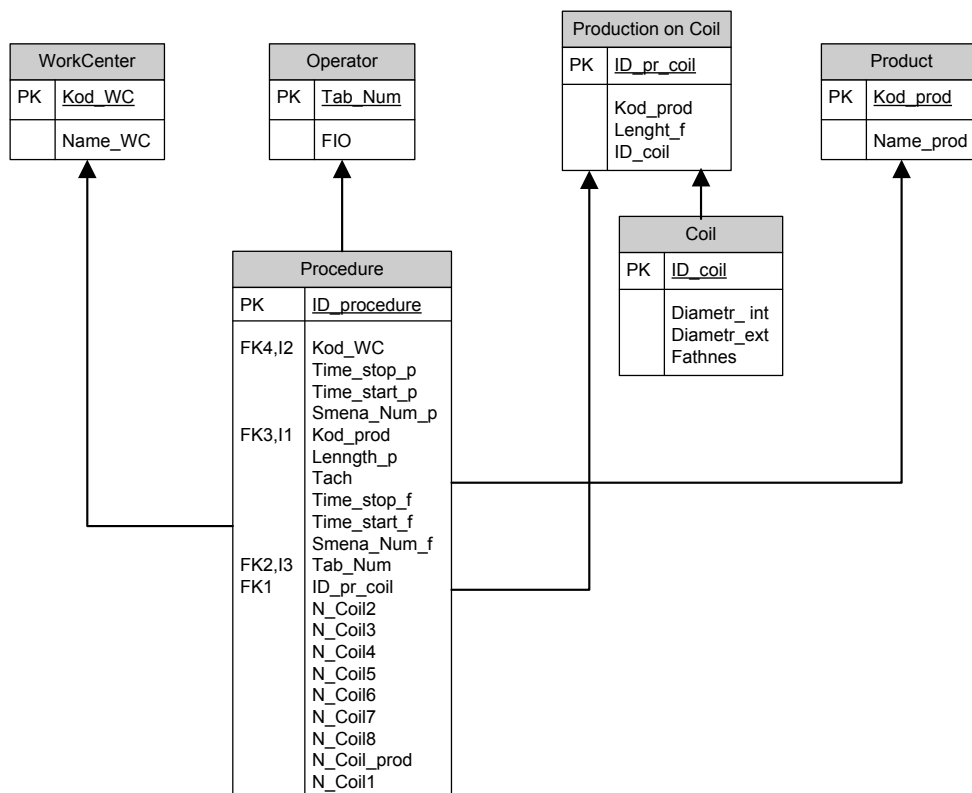 WorkCenter
PK Kod_WC
Name_WC
Operator
PK Tab_Num
FIO
Production on Coil
PK ID_pr_coil
Kod_prod
Lenght_f
ID_coil
Product
PK Kod_prod
Name_prod
Coil
PK ID_coil
Diametr_ int
Diametr_ext
Fathnes
Procedure
PK ID_procedure
FK4,I2 Kod_WC
Time_stop_p
Time_start_p
Smena_Num_p
FK3,I1 Kod_prod
Lenngth_p
Tach
Time_stop_f
Time_start_f
Smena_Num_f
FK2,I3 Tab_Num
FK1 ID_pr_coil
N_Coil2
N_Coil3
N_Coil4
N_Coil5
N_Coil6
N_Coil7
N_Coil8
N_Coil_prod
N_Coil1